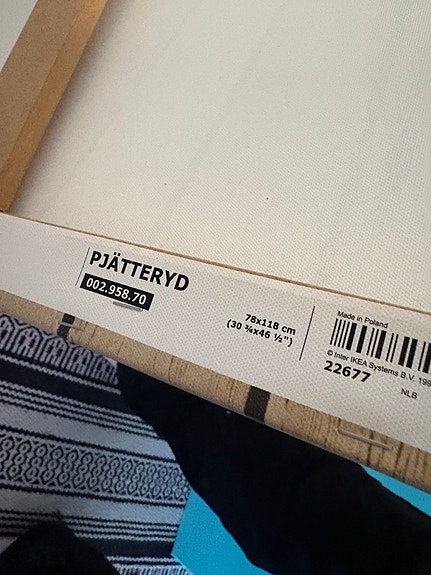 PJÄTTERYD
002.958.70
78x118 cm
(30 ¾x46 ½")
Made in Poland
© Inter IKEA Systems B.V. 199
22677
NLB